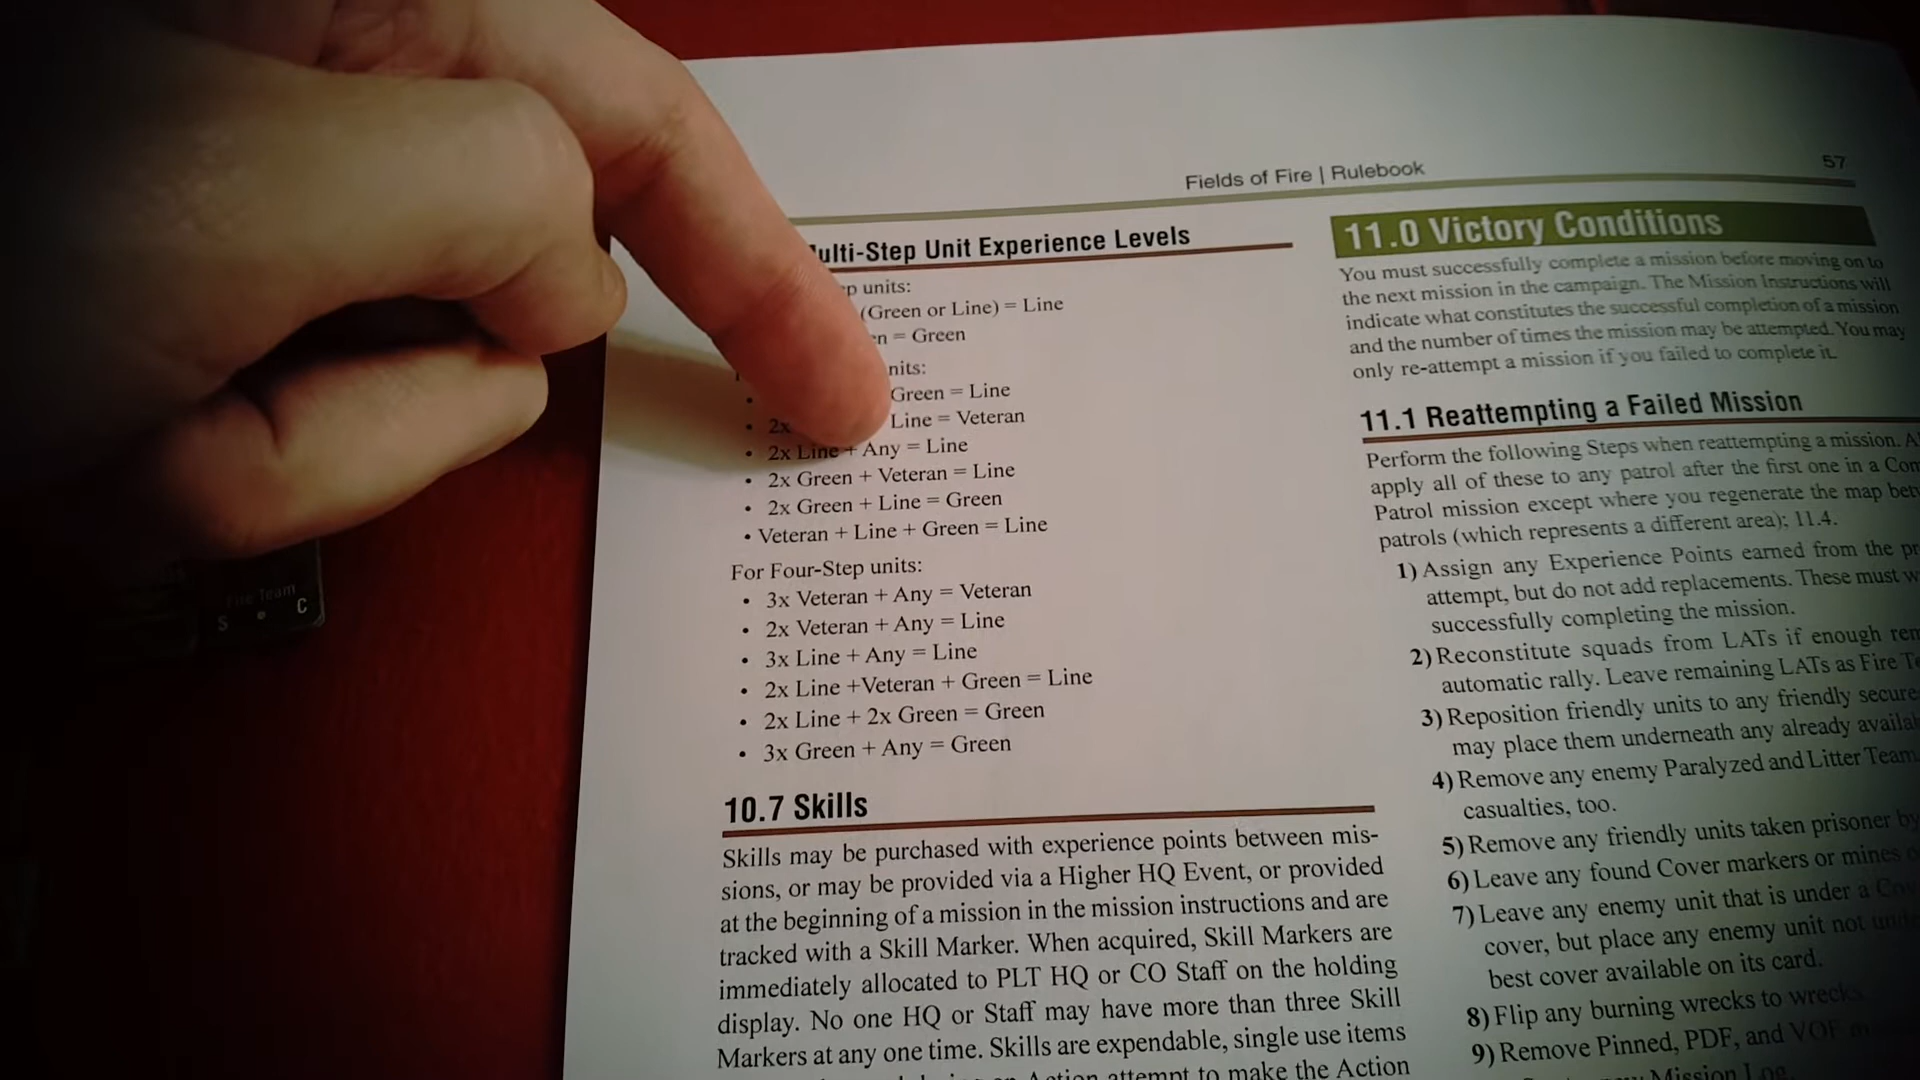 Fields of Fire | Rulebook
57
ulti-Step Unit Experience Levels
p units:
(Green or Line) = Line
= Green
nits:
Green = Line
• 2x Line = Veteran
• 2x Line + Any = Line
• 2x Green + Veteran = Line
• 2x Green + Line = Green
• Veteran + Line + Green = Line
For Four-Step units:
• 3x Veteran + Any = Veteran
• 2x Veteran + Any = Line
• 3x Line + Any = Line
• 2x Line +Veteran + Green = Line
• 2x Line + 2x Green = Green
• 3x Green + Any = Green
10.7 Skills
Skills may be purchased with experience points between mis-
sions, or may be provided via a Higher HQ Event, or provided
at the beginning of a mission in the mission instructions and are
tracked with a Skill Marker. When acquired, Skill Markers are
immediately allocated to PLT HQ or CO Staff on the holding
display. No one HQ or Staff may have more than three Skill
Markers at any one time. Skills are expendable, single use items
Action attempt to make the Action
11.0 Victory Conditions
You must successfully complete a mission before moving on to
the next mission in the campaign. The Mission Instructions will
indicate what constitutes the successful completion of a mission
and the number of times the mission may be attempted. You may
only re-attempt a mission if you failed to complete it.
11.1 Reattempting a Failed Mission
Perform the following Steps when reattempting a mission.
apply all of these to any patrol after the first one in a
Patrol mission except where you regenerate the map
patrols (which represents a different area); 11.4.
1) Assign any Experience Points earned from the
attempt, but do not add replacements. These must
successfully completing the mission.
2) Reconstitute squads from LATs if enough
automatic rally. Leave remaining LATs as Fire
3) Reposition friendly units to any friendly
may place them underneath any already
4) Remove any enemy Paralyzed and Litter
casualties, too.
5) Remove any friendly units taken prisoner by
6) Leave any found Cover markers or mines
7) Leave any enemy unit that is under a
cover, but place any enemy unit not
best cover available on its card.
8) Flip any burning wrecks to
9) Remove Pinned, PDF, and VOF
Mission Log.
Fire Team
S C